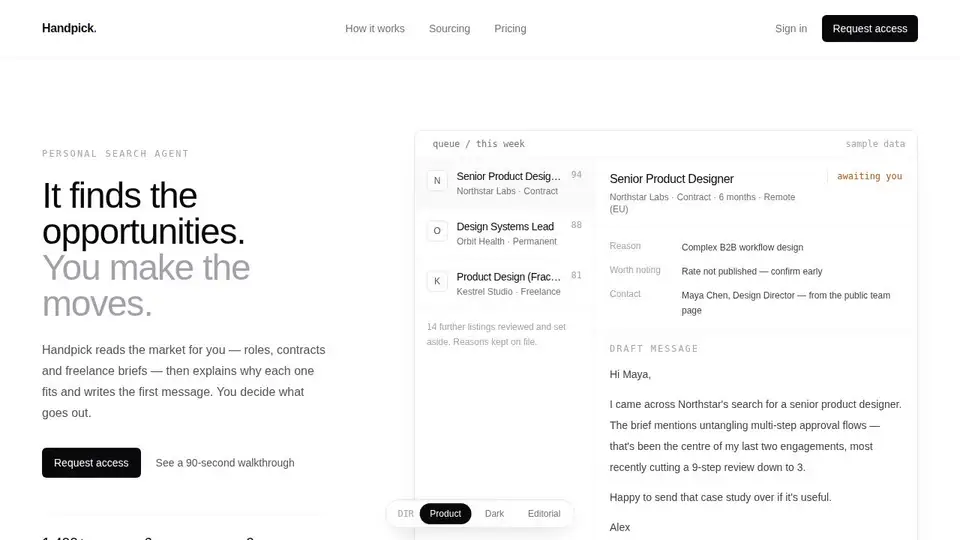 Handpick.
How it works
Sourcing
Pricing
Sign in
Request access
PERSONAL SEARCH AGENT
It finds the
opportunities.
You make the
moves.
Handpick reads the market for you — roles, contracts
and freelance briefs — then explains why each one
fits and writes the first message. You decide what
goes out.
Request access
See a 90-second walkthrough
queue / this week
sample data
N
Senior Product Desig…
94
Northstar Labs · Contract
O
Design Systems Lead
88
Orbit Health · Permanent
K
Product Design (Frac…
81
Kestrel Studio · Freelance
14 further listings reviewed and set
aside. Reasons kept on file.
Senior Product Designer
awaiting you
Northstar Labs · Contract · 6 months · Remote
(EU)
Reason
Complex B2B workflow design
Worth noting
Rate not published — confirm early
Contact
Maya Chen, Design Director — from the public team
page
DRAFT MESSAGE
Hi Maya,
I came across Northstar's search for a senior product designer.
The brief mentions untangling multi-step approval flows —
that's been the centre of my last two engagements, most
recently cutting a 9-step review down to 3.
Happy to send that case study over if it's useful.
Alex
DIR
Product
Dark
Editorial